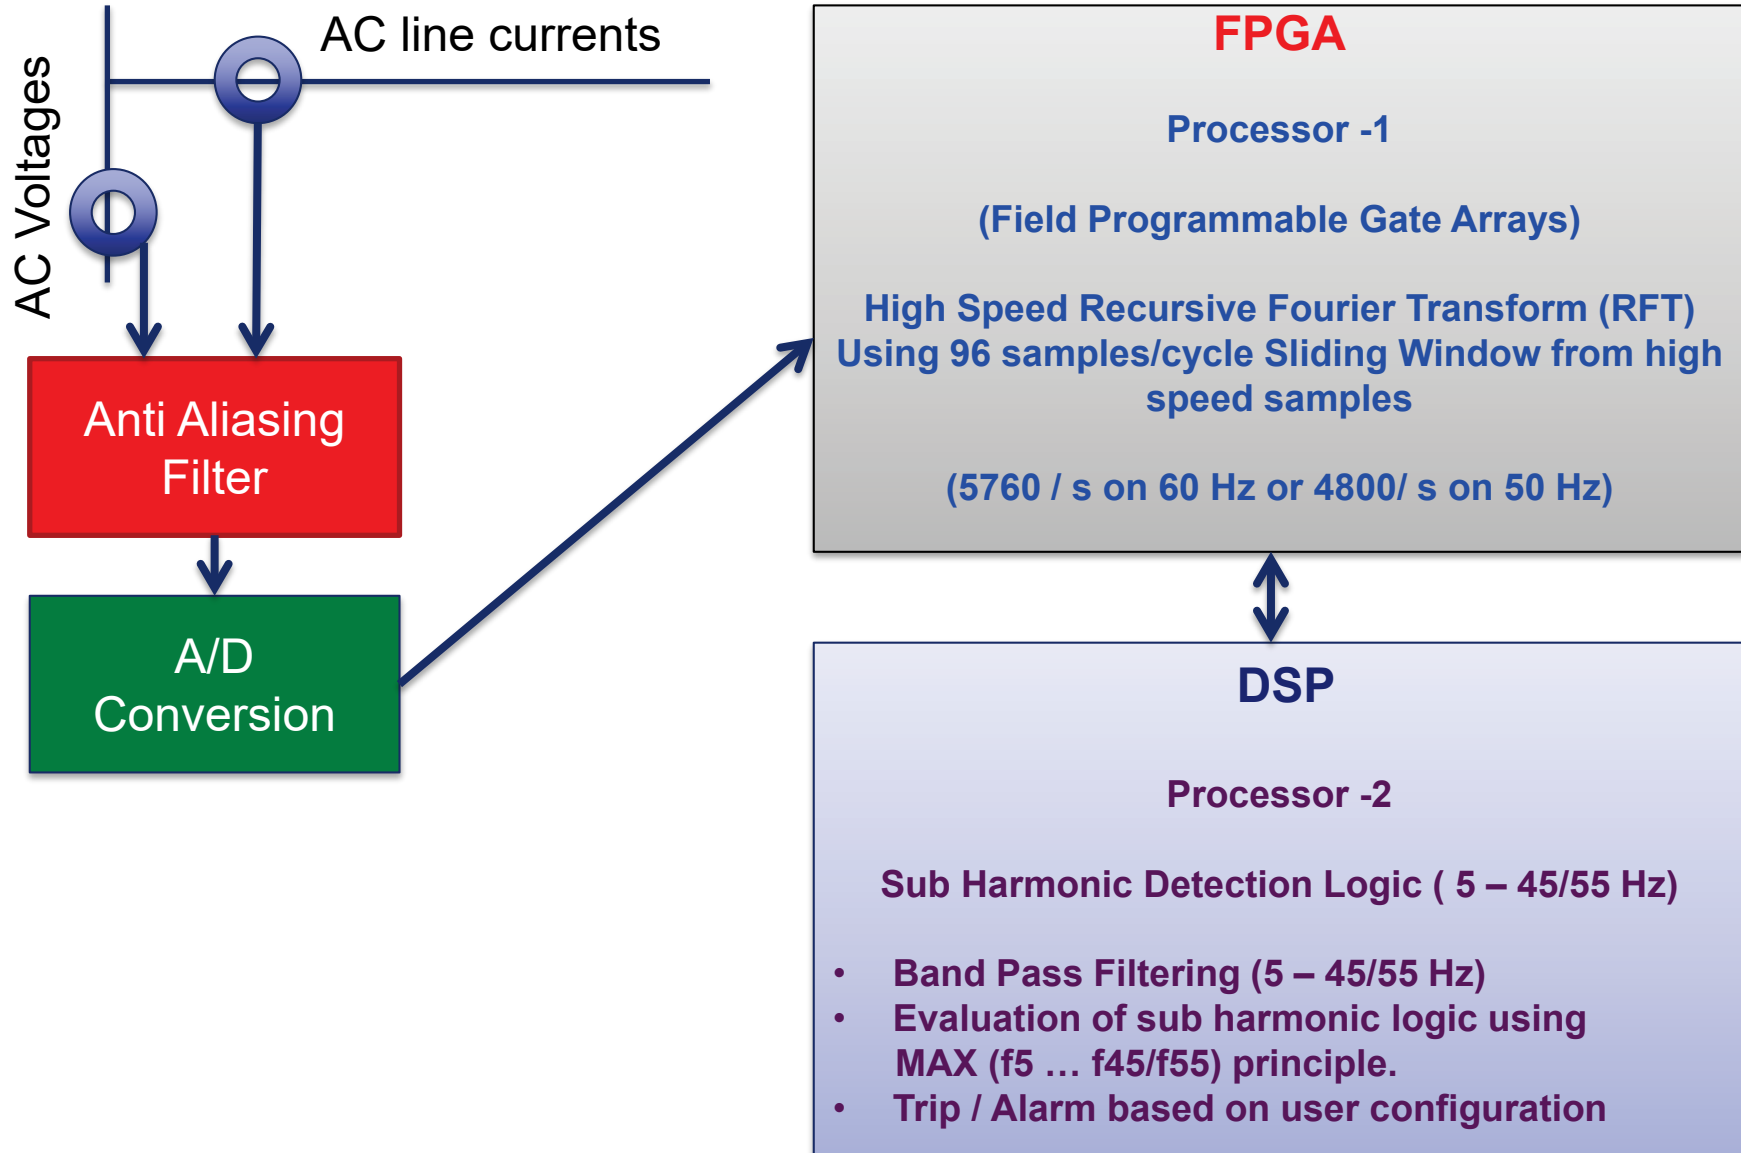 AC line currents
AC Voltages
Anti Aliasing
Filter
A/D
Conversion
FPGA
Processor -1
(Field Programmable Gate Arrays)
High Speed Recursive Fourier Transform (RFT)
Using 96 samples/cycle Sliding Window from high
speed samples
(5760 / s on 60 Hz or 4800/ s on 50 Hz)
DSP
Processor -2
Sub Harmonic Detection Logic ( 5 – 45/55 Hz)
• Band Pass Filtering (5 – 45/55 Hz)
• Evaluation of sub harmonic logic using
MAX (f5 … f45/f55) principle.
• Trip / Alarm based on user configuration